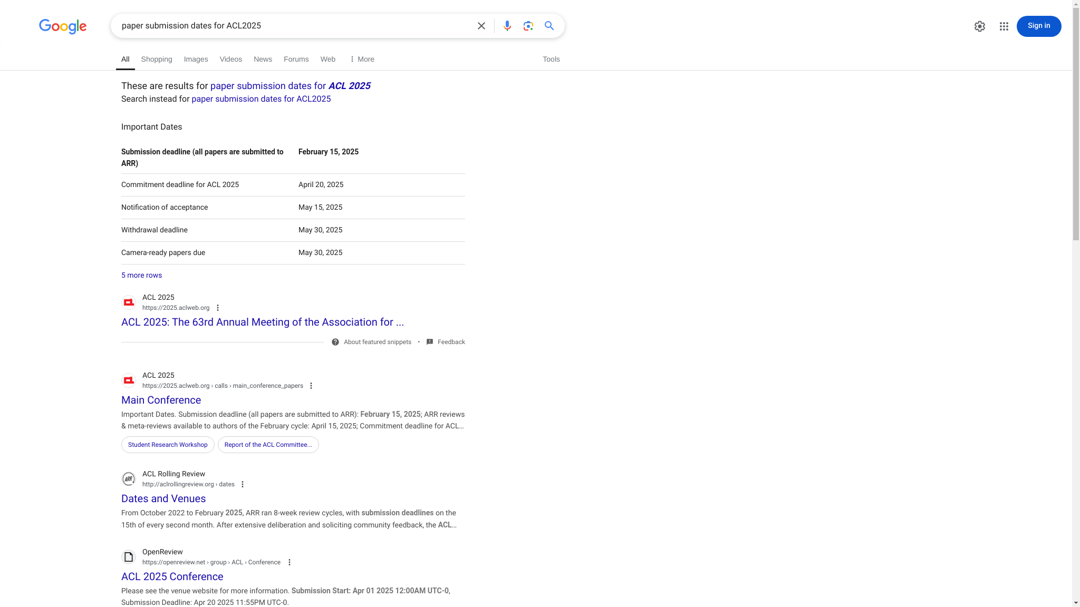 Google
paper submission dates for ACL2025
Sign in
All Shopping Images Videos News Forums Web More Tools
These are results for paper submission dates for ACL 2025
Search instead for paper submission dates for ACL2025
Important Dates
Submission deadline (all papers are submitted to February 15, 2025
ARR)
Commitment deadline for ACL 2025 April 20, 2025
Notification of acceptance May 15, 2025
Withdrawal deadline May 30, 2025
Camera-ready papers due May 30, 2025
5 more rows
ACL 2025
https://2025.aclweb.org
ACL 2025: The 63rd Annual Meeting of the Association for ...
About featured snippets • Feedback
ACL 2025
https://2025.aclweb.org › calls › main_conference_papers
Main Conference
Important Dates. Submission deadline (all papers are submitted to ARR): February 15, 2025; ARR reviews
& meta-reviews available to authors of the February cycle: April 15, 2025; Commitment deadline for ACL...
Student Research Workshop Report of the ACL Committee...
ACL Rolling Review
http://aclrollingreview.org › dates
Dates and Venues
From October 2022 to February 2025, ARR ran 8-week review cycles, with submission deadlines on the
15th of every second month. After extensive deliberation and soliciting community feedback, the ACL...
OpenReview
https://openreview.net › group › ACL › Conference
ACL 2025 Conference
Please see the venue website for more information. Submission Start: Apr 01 2025 12:00AM UTC-0,
Submission Deadline: Apr 20 2025 11:55PM UTC-0.